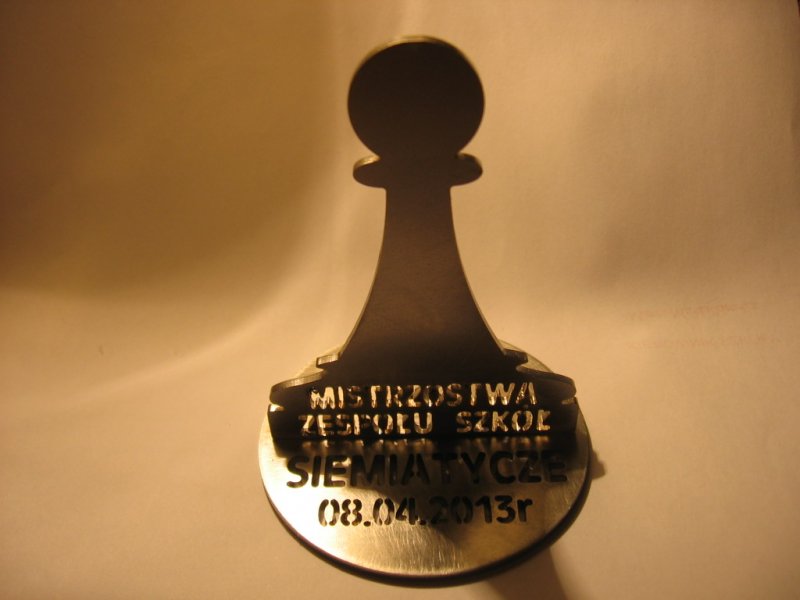 MISTRZOSTWA
ZESPOŁU SZKÓŁ
SIEMIATYCZE
08.04.2013r